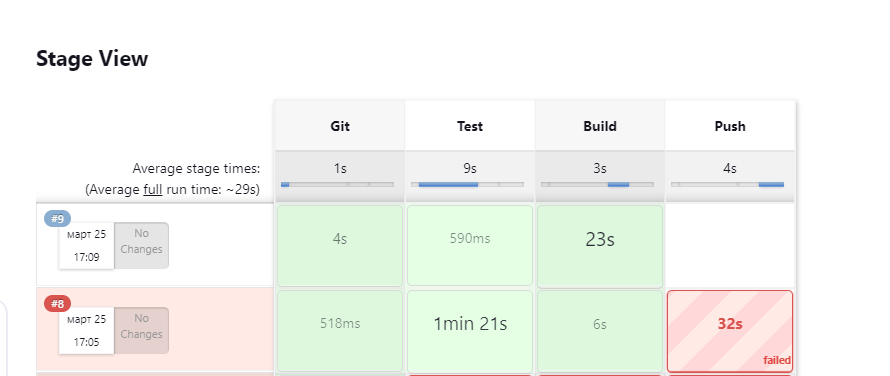 Stage View
Git Test Build Push
Average stage times:
(Average full run time: ~29s)
1s 9s 3s 4s
#9
март 25
17:09
No
Changes
4s 590ms 23s
#8
март 25
17:05
No
Changes
518ms 1min 21s 6s 32s
failed